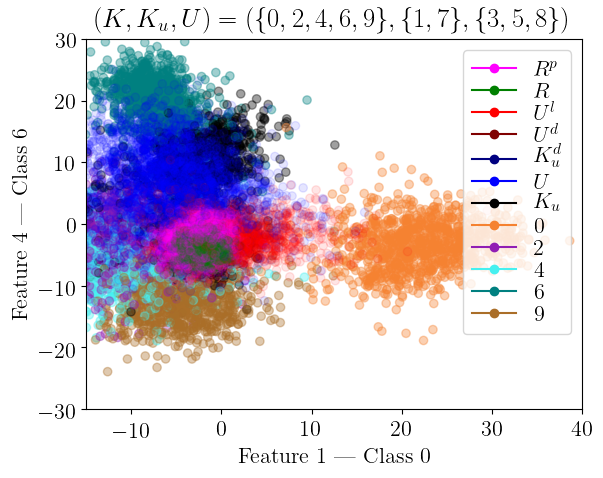 (K, K_u, U) = ({0, 2, 4, 6, 9}, {1, 7}, {3, 5, 8})
30
20
10
0
−10
−20
−30
Feature 4 — Class 6
−10 0 10 20 30 40
Feature 1 — Class 0
R^p
R
U^l
U^d
K_u^d
U
K_u
0
2
4
6
9